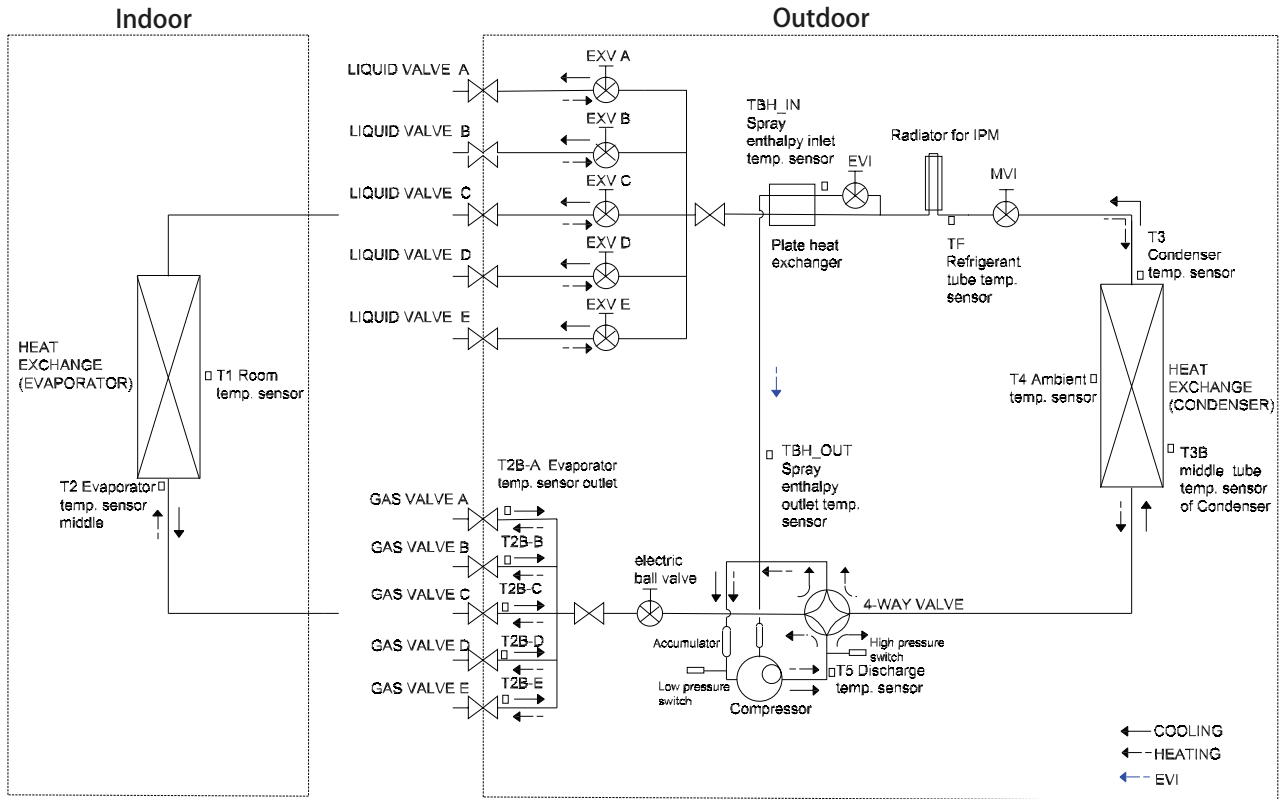 Indoor
Outdoor
LIQUID VALVE A
EXV A
LIQUID VALVE B
EXV B
LIQUID VALVE C
EXV C
LIQUID VALVE D
EXV D
LIQUID VALVE E
EXV E
TBH_IN
Spray
enthalpy inlet
temp. sensor
EVI
Radiator for IPM
MVI
Plate heat
exchanger
TF
Refrigerant
tube temp.
sensor
T3
Condenser
temp. sensor
HEAT
EXCHANGE
(EVAPORATOR)
T1 Room
temp. sensor
T4 Ambient
temp. sensor
HEAT
EXCHANGE
(CONDENSER)
T2 Evaporator
temp. sensor
middle
T2B-A Evaporator
temp. sensor outlet
TBH_OUT
Spray
enthalpy
outlet temp.
sensor
T3B
middle tube
temp. sensor
of Condenser
GAS VALVE A
GAS VALVE B
T2B-B
GAS VALVE C
T2B-C
GAS VALVE D
T2B-D
GAS VALVE E
T2B-E
electric
ball valve
4-WAY VALVE
Accumulator
High pressure
switch
Low pressure
switch
T5 Discharge
temp. sensor
Compressor
COOLING
HEATING
EVI